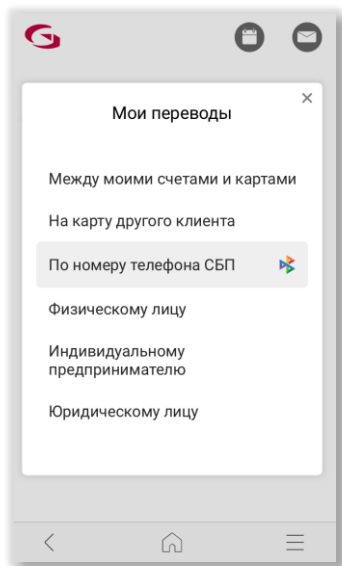 Мои переводы
Между моими счетами и картами
На карту другого клиента
По номеру телефона СБП
Физическому лицу
Индивидуальному
предпринимателю
Юридическому лицу